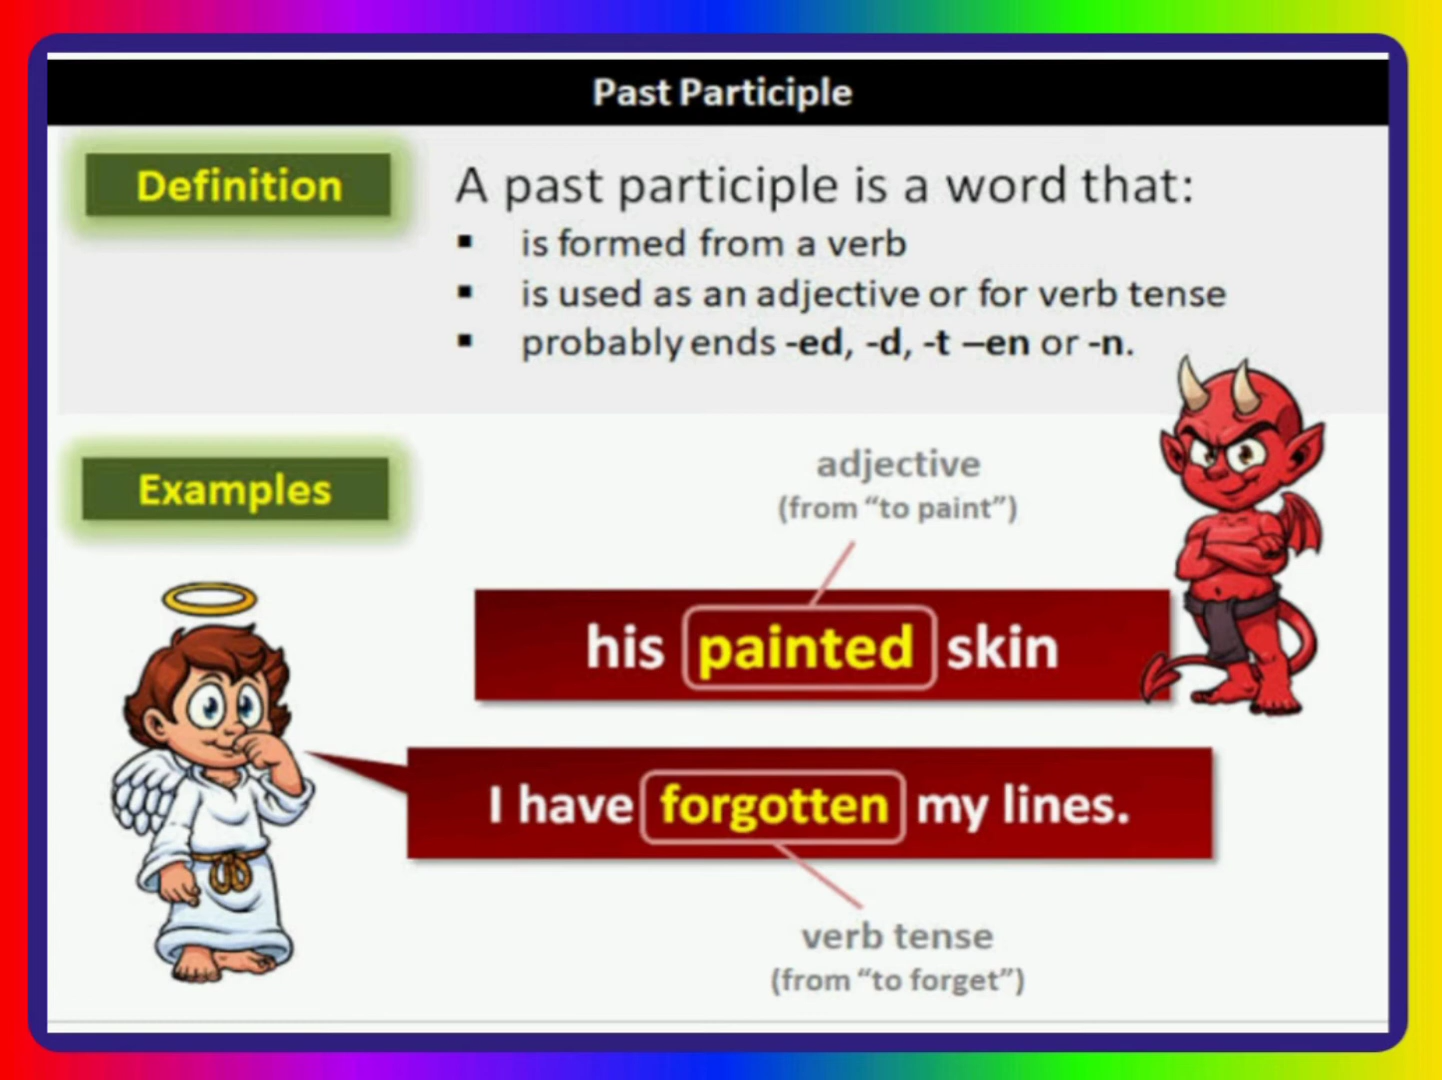 Past Participle
Definition
A past participle is a word that:
▪ is formed from a verb
▪ is used as an adjective or for verb tense
▪ probably ends -ed, -d, -t –en or -n.
Examples
adjective
(from “to paint”)
his painted skin
I have forgotten my lines.
verb tense
(from “to forget”)